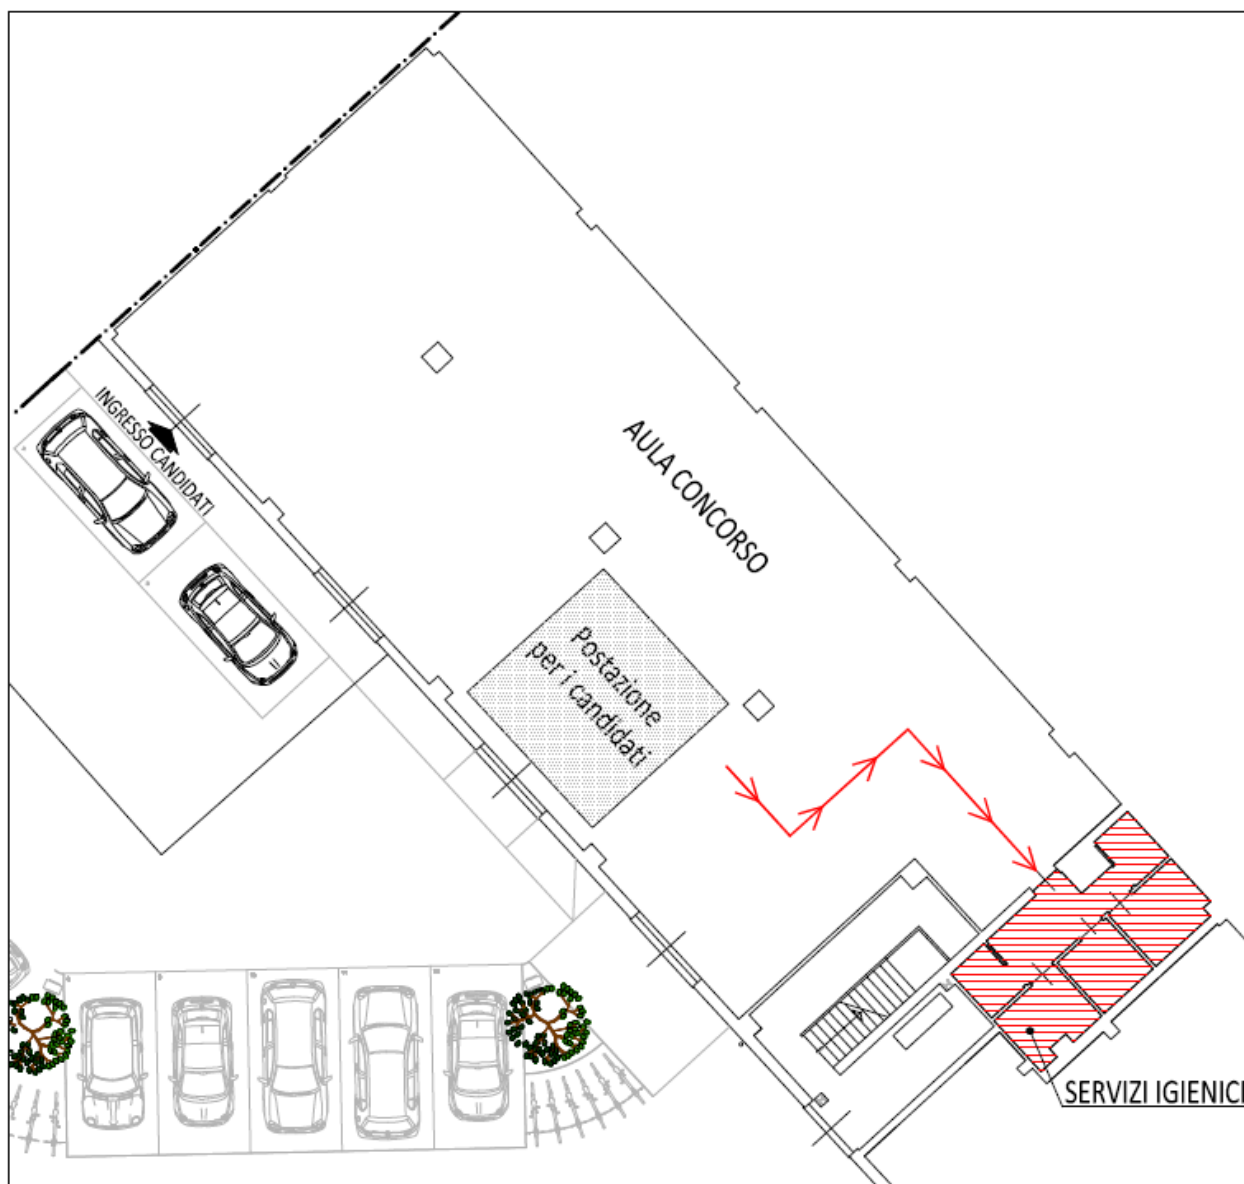 INGRESSO CANDIDATI
AULA CONCORSO
Postazione
per i candidati
SERVIZI IGIENICI